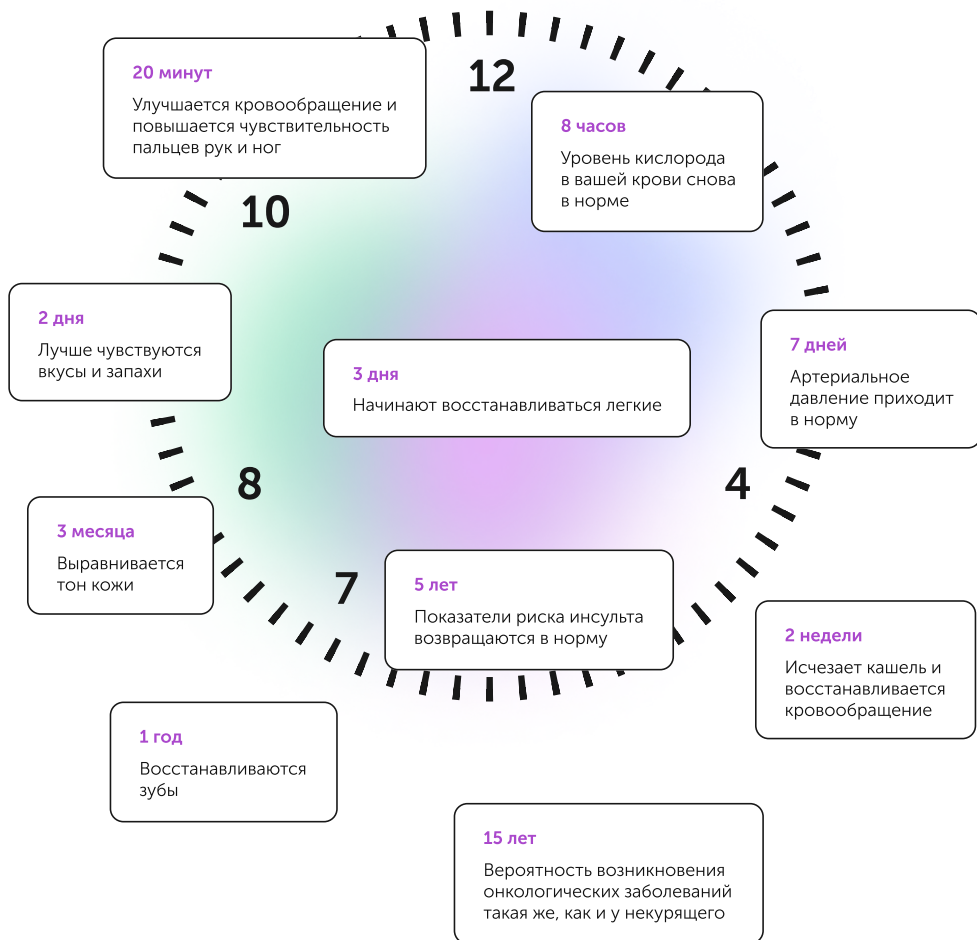 12
20 минут
Улучшается кровообращение и
повышается чувствительность
пальцев рук и ног
8 часов
Уровень кислорода
в вашей крови снова
в норме
10
2 дня
Лучше чувствуются
вкусы и запахи
3 дня
Начинают восстанавливаться легкие
7 дней
Артериальное
давление приходит
в норму
8
4
3 месяца
Выравнивается
тон кожи
7
5 лет
Показатели риска инсульта
возвращаются в норму
2 недели
Исчезает кашель и
восстанавливается
кровообращение
1 год
Восстанавливаются
зубы
15 лет
Вероятность возникновения
онкологических заболеваний
такая же, как и у некурящего